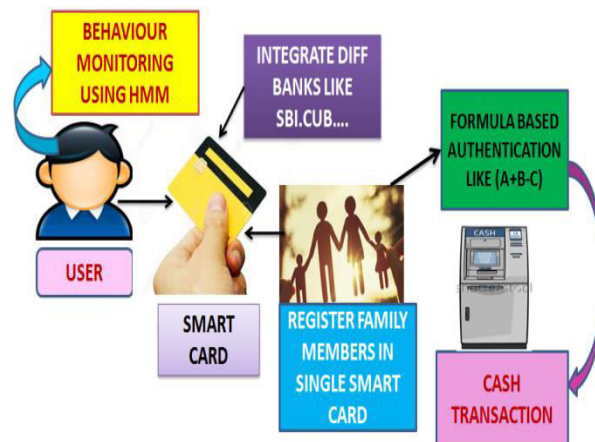 BEHAVIOUR
MONITORING
USING HMM
INTEGRATE DIFF
BANKS LIKE
SBI.CUB....
FORMULA BASED
AUTHENTICATION
LIKE (A+B-C)
CASH
USER
SMART
CARD
REGISTER FAMILY
MEMBERS IN
SINGLE SMART
CARD
CASH
TRANSACTION